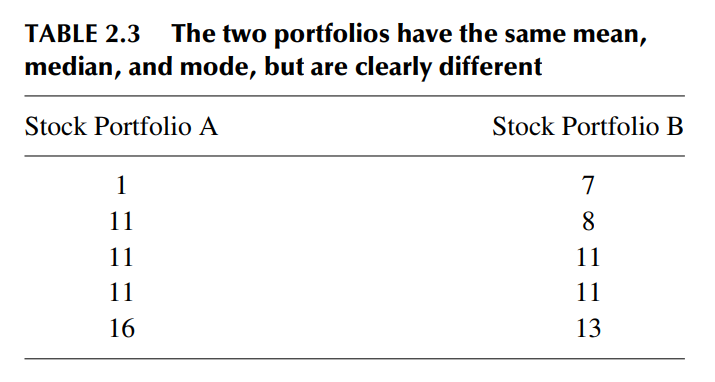 TABLE 2.3 The two portfolios have the same mean,
median, and mode, but are clearly different
Stock Portfolio A Stock Portfolio B
1 7
11 8
11 11
11 11
16 13